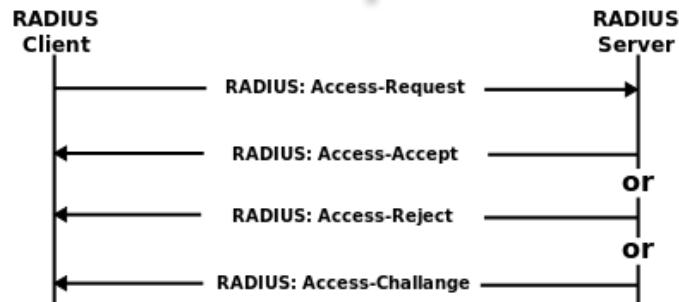 RADIUS
Client
RADIUS
Server
RADIUS: Access-Request
RADIUS: Access-Accept
or
RADIUS: Access-Reject
or
RADIUS: Access-Challange